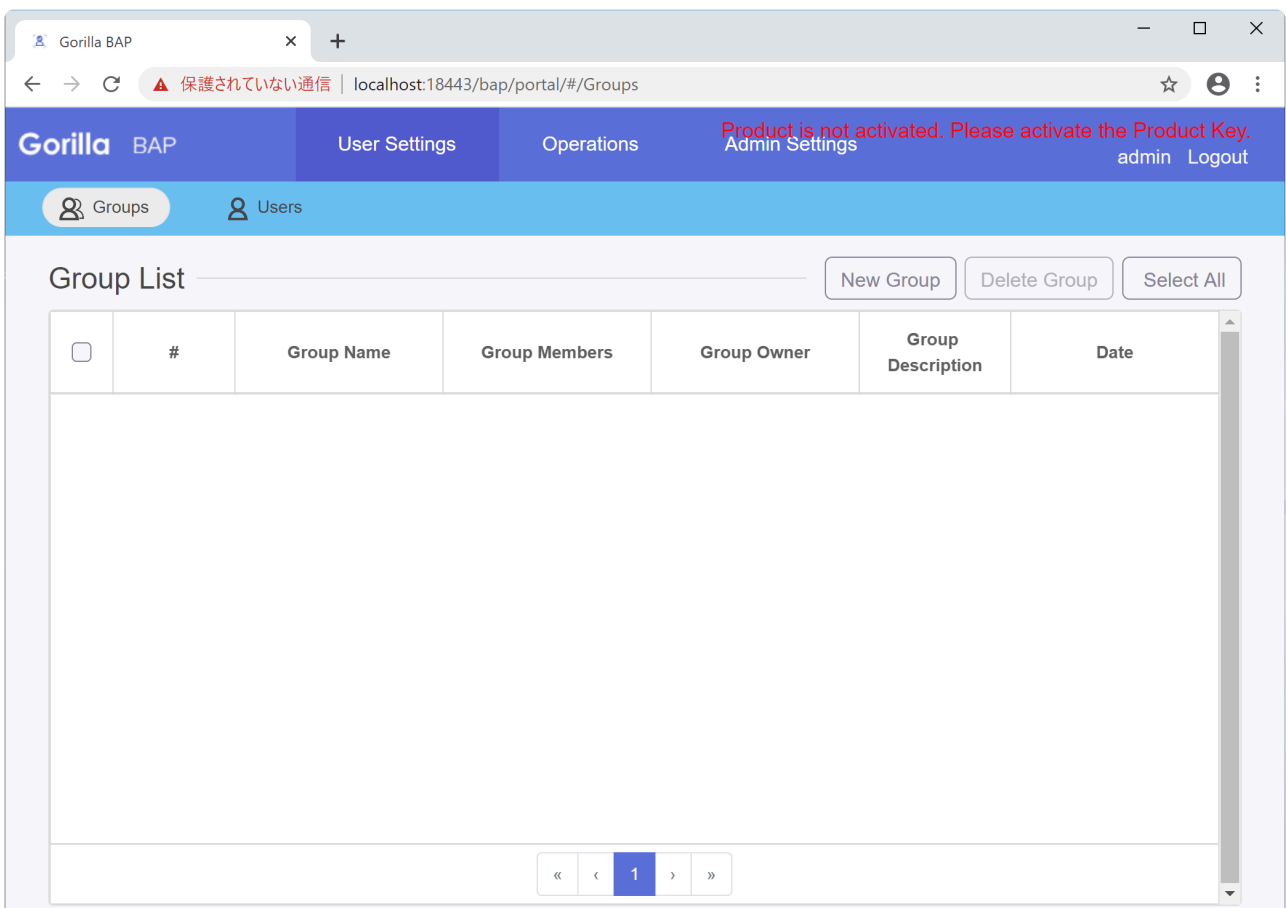 Gorilla BAP
保護されていない通信 | localhost:18443/bap/portal/#/Groups
Gorilla BAP
User Settings
Operations
Admin Settings
Product is not activated. Please activate the Product Key.
admin Logout
Groups
Users
Group List
New Group
Delete Group
Select All
#
Group Name
Group Members
Group Owner
Group
Description
Date
« ‹ 1 › »